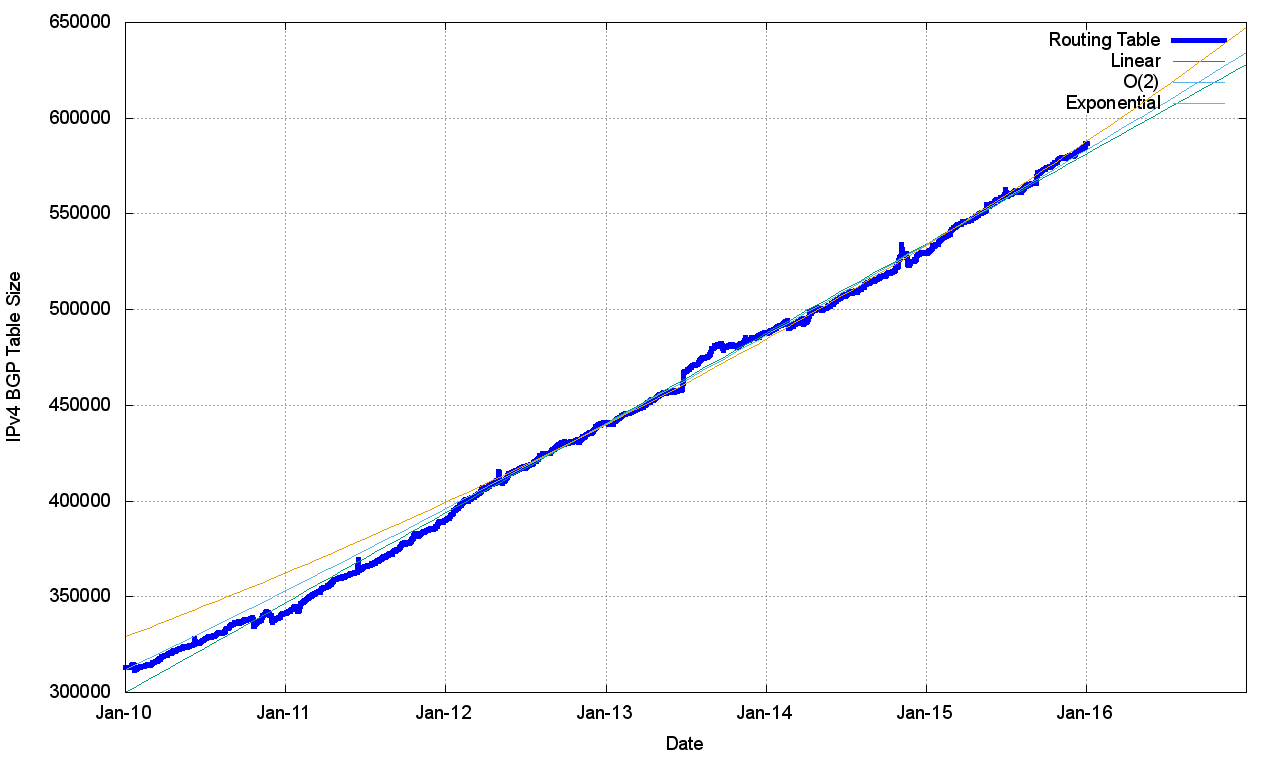 650000
600000
550000
500000
450000
400000
350000
300000
IPv4 BGP Table Size
Routing Table
Linear
O(2)
Exponential
Jan-10 Jan-11 Jan-12 Jan-13 Jan-14 Jan-15 Jan-16
Date